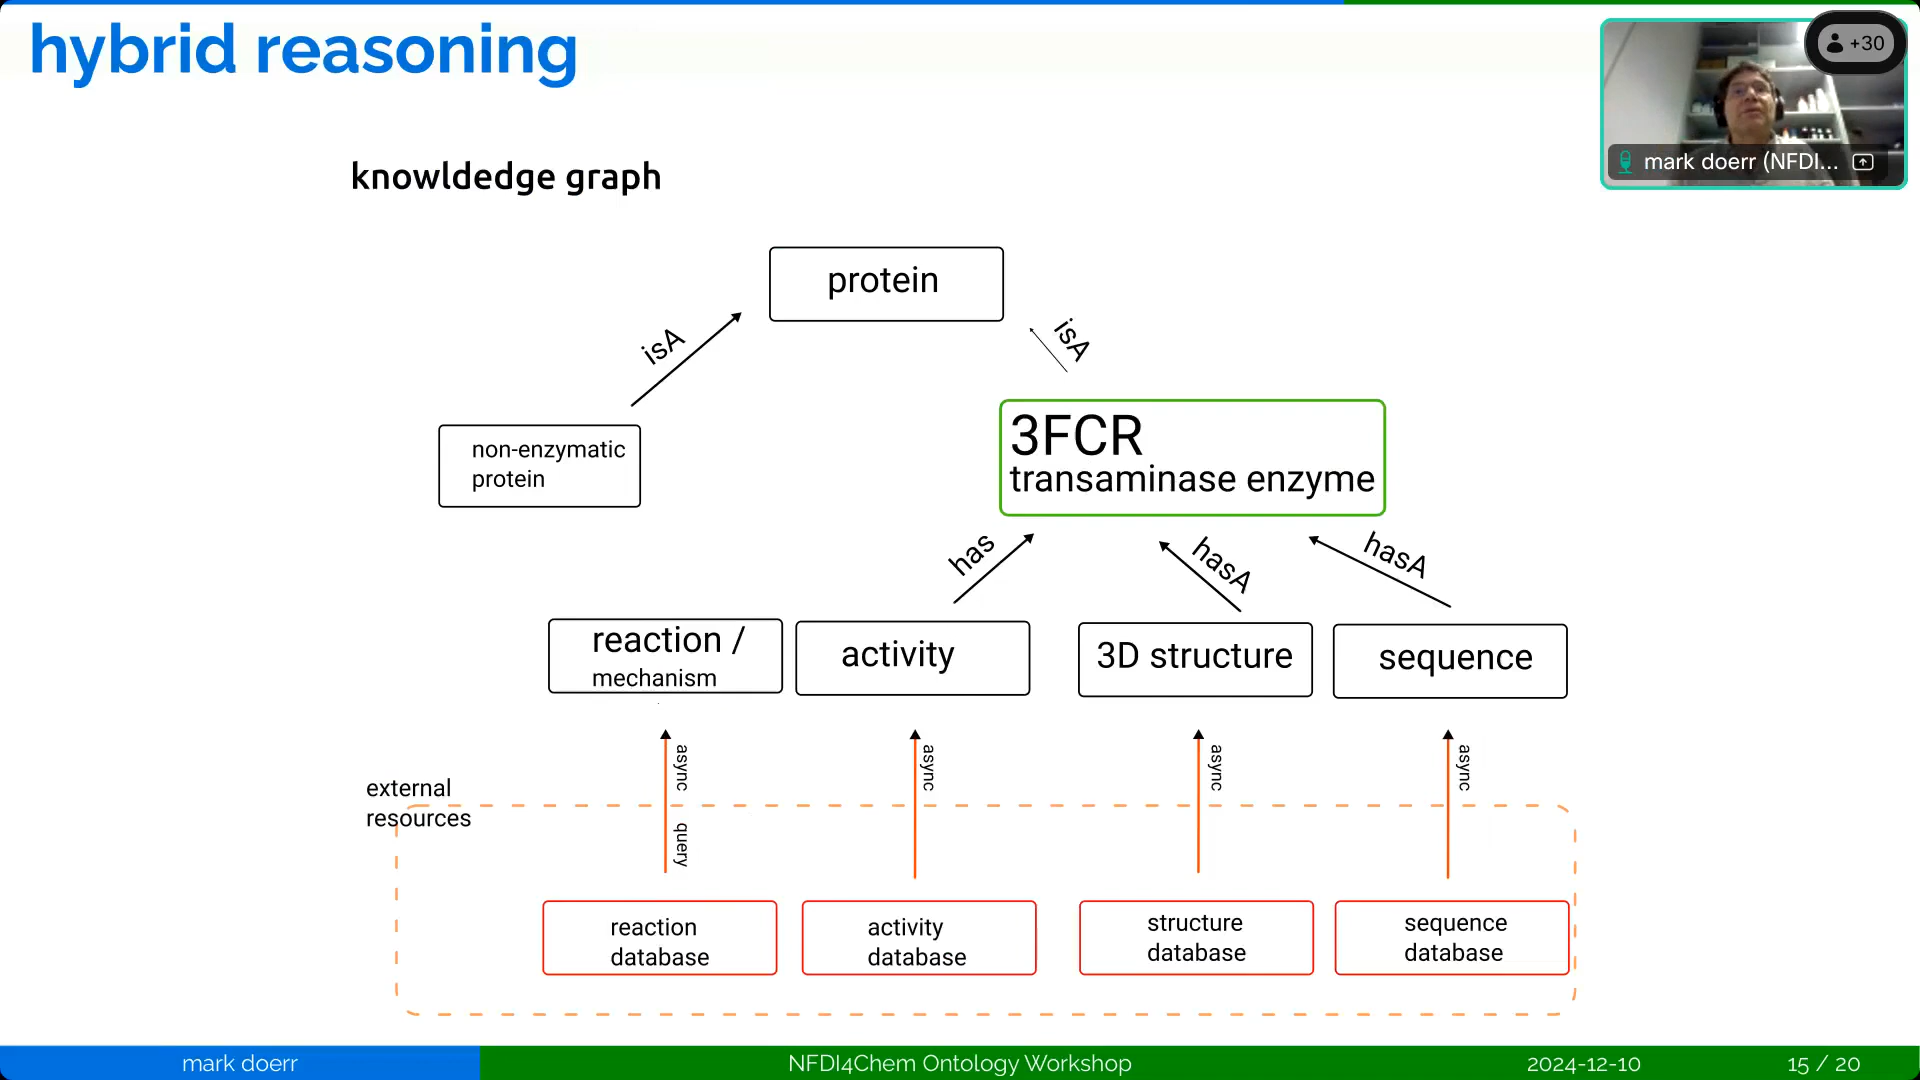 hybrid reasoning
+30
mark doerr (NFDI...
knowldedge graph
protein
isA
isA
non-enzymatic
protein
3FCR
transaminase enzyme
has
hasA
hasA
reaction /
mechanism
activity
3D structure
sequence
async
async
async
async
external
resources
query
reaction
database
activity
database
structure
database
sequence
database
mark doerr
NFDI4Chem Ontology Workshop
2024-12-10
15 / 20